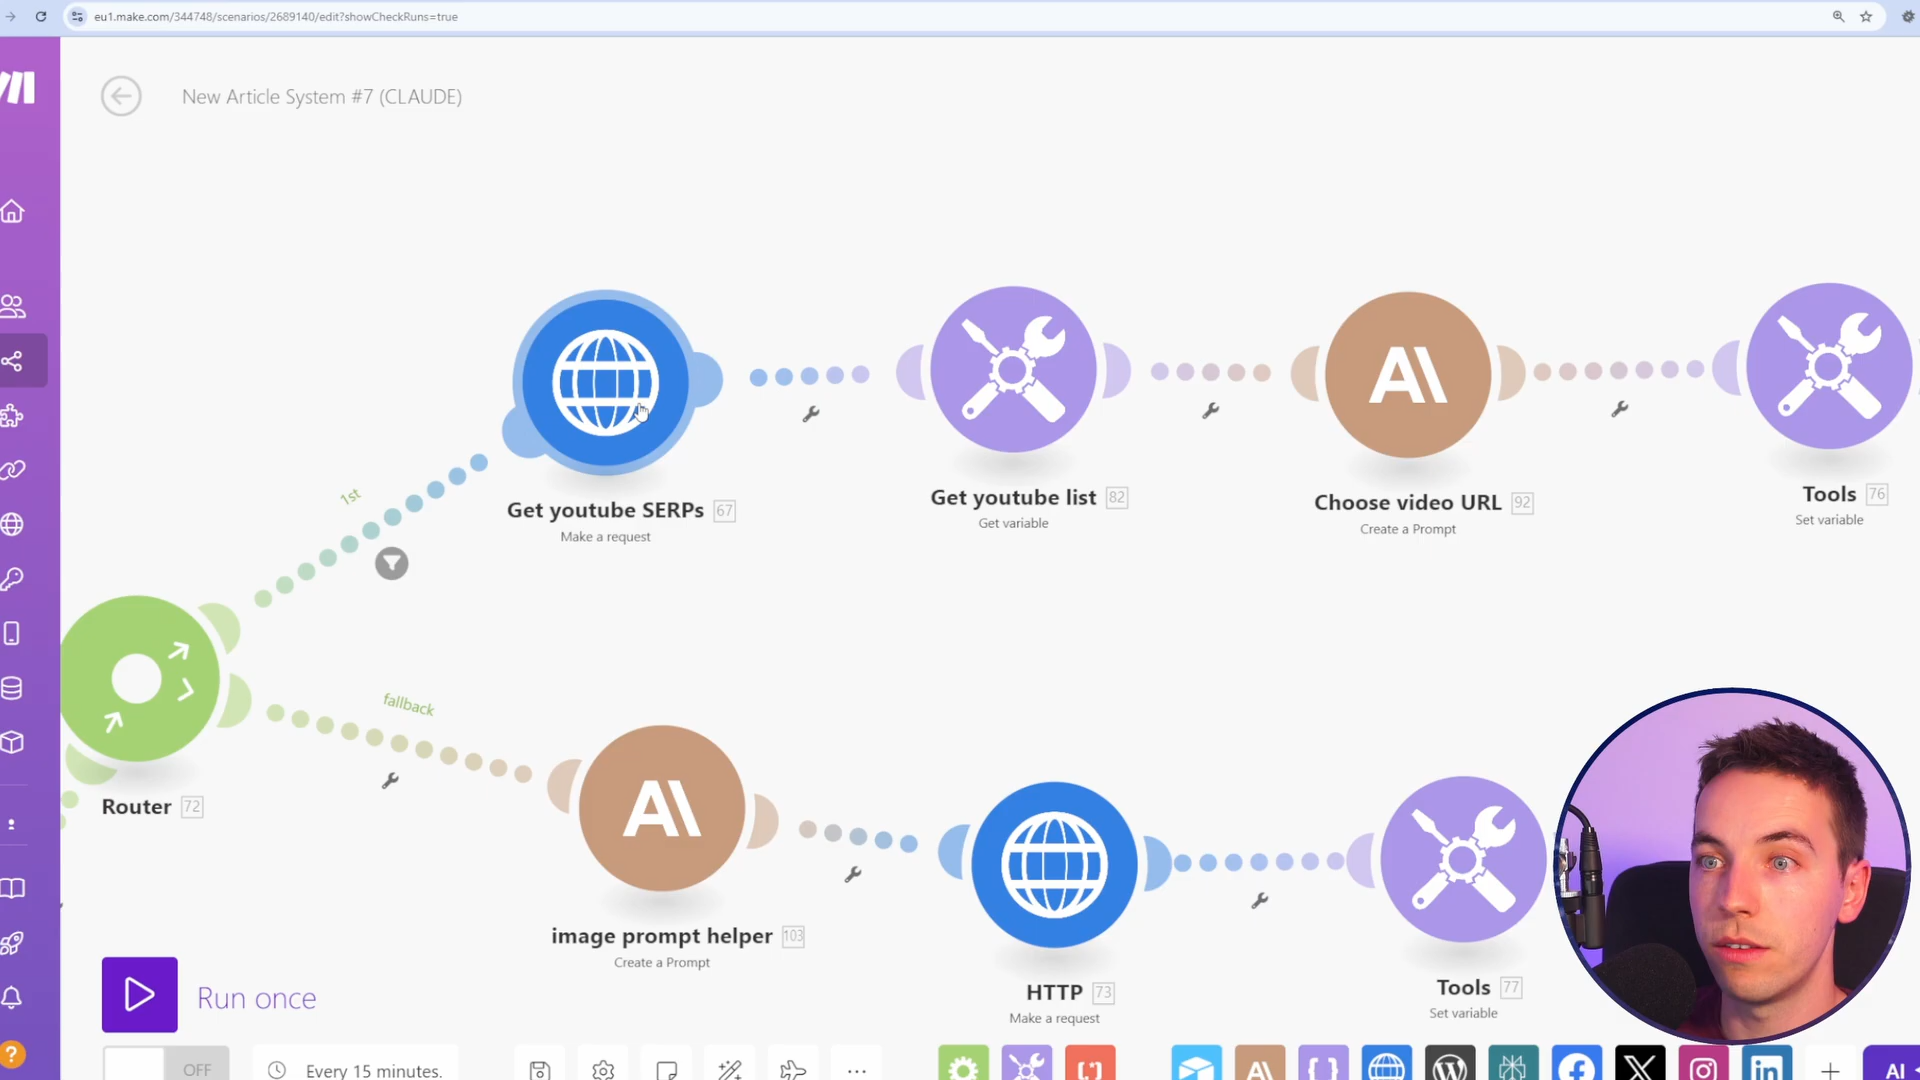 eu1.make.com/344748/scenarios/2689140/edit?showCheckRuns=true
New Article System #7 (CLAUDE)
1st
Get youtube SERPs 67
Make a request
Get youtube list 82
Get variable
Choose video URL 92
Create a Prompt
Tools 76
Set variable
fallback
Router 72
image prompt helper 103
Create a Prompt
HTTP 73
Make a request
Tools 77
Set variable
Run once
OFF
Every 15 minutes.
AI